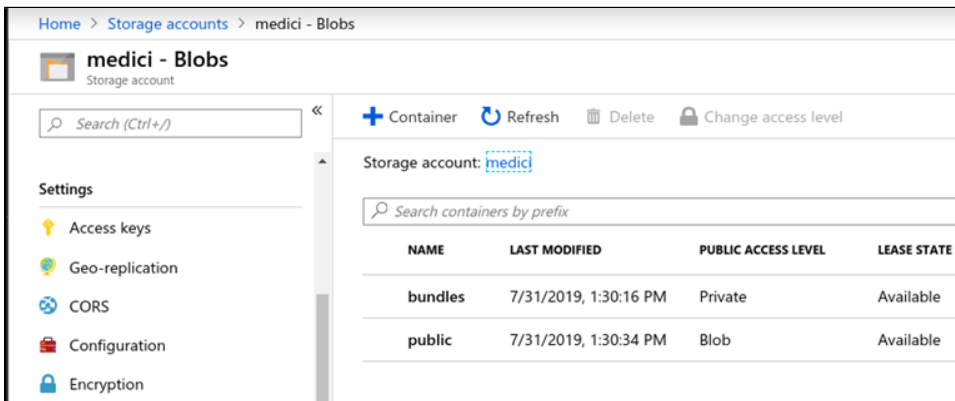 Home > Storage accounts > medici - Blobs
medici - Blobs
Storage account
Search (Ctrl+/)
«
Settings
Access keys
Geo-replication
CORS
Configuration
Encryption
Container Refresh Delete Change access level
Storage account: medici
Search containers by prefix
NAME LAST MODIFIED PUBLIC ACCESS LEVEL LEASE STATE
bundles 7/31/2019, 1:30:16 PM Private Available
public 7/31/2019, 1:30:34 PM Blob Available